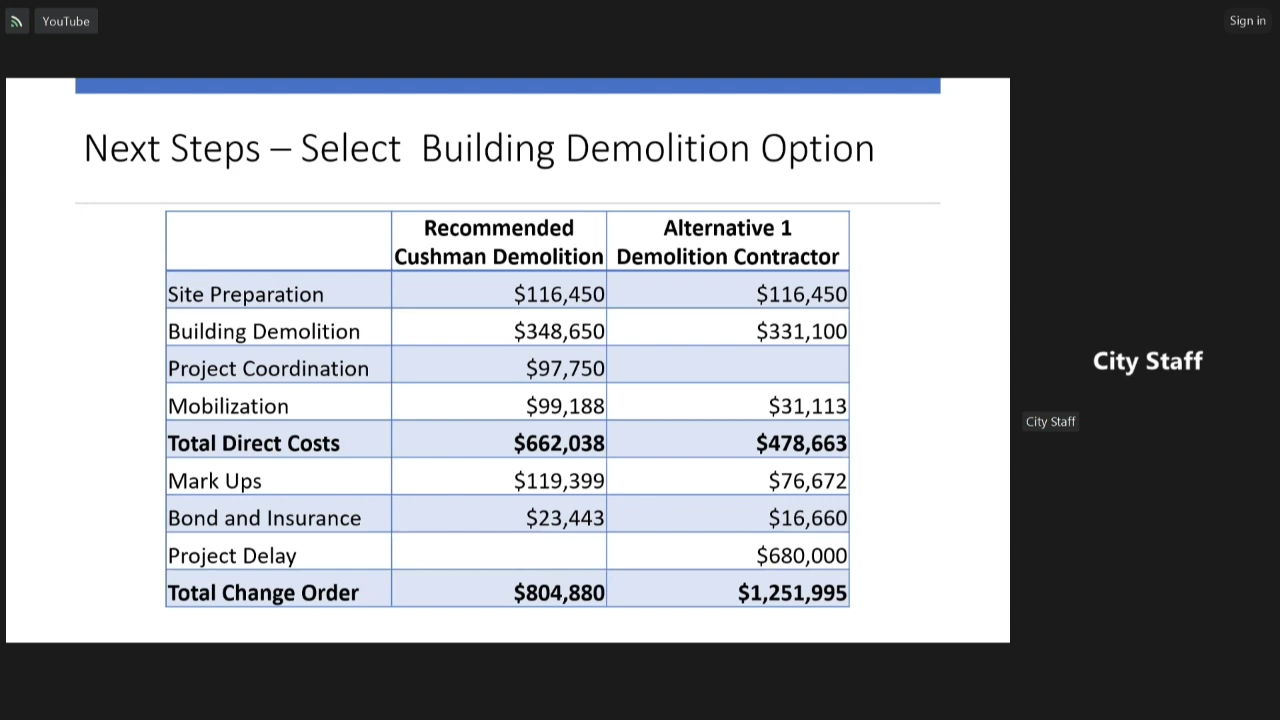 YouTube
Sign in
Next Steps – Select  Building Demolition Option
Recommended Cushman Demolition Alternative 1 Demolition Contractor
Site Preparation $116,450 $116,450
Building Demolition $348,650 $331,100
Project Coordination $97,750
Mobilization $99,188 $31,113
Total Direct Costs $662,038 $478,663
Mark Ups $119,399 $76,672
Bond and Insurance $23,443 $16,660
Project Delay $680,000
Total Change Order $804,880 $1,251,995
City Staff
City Staff